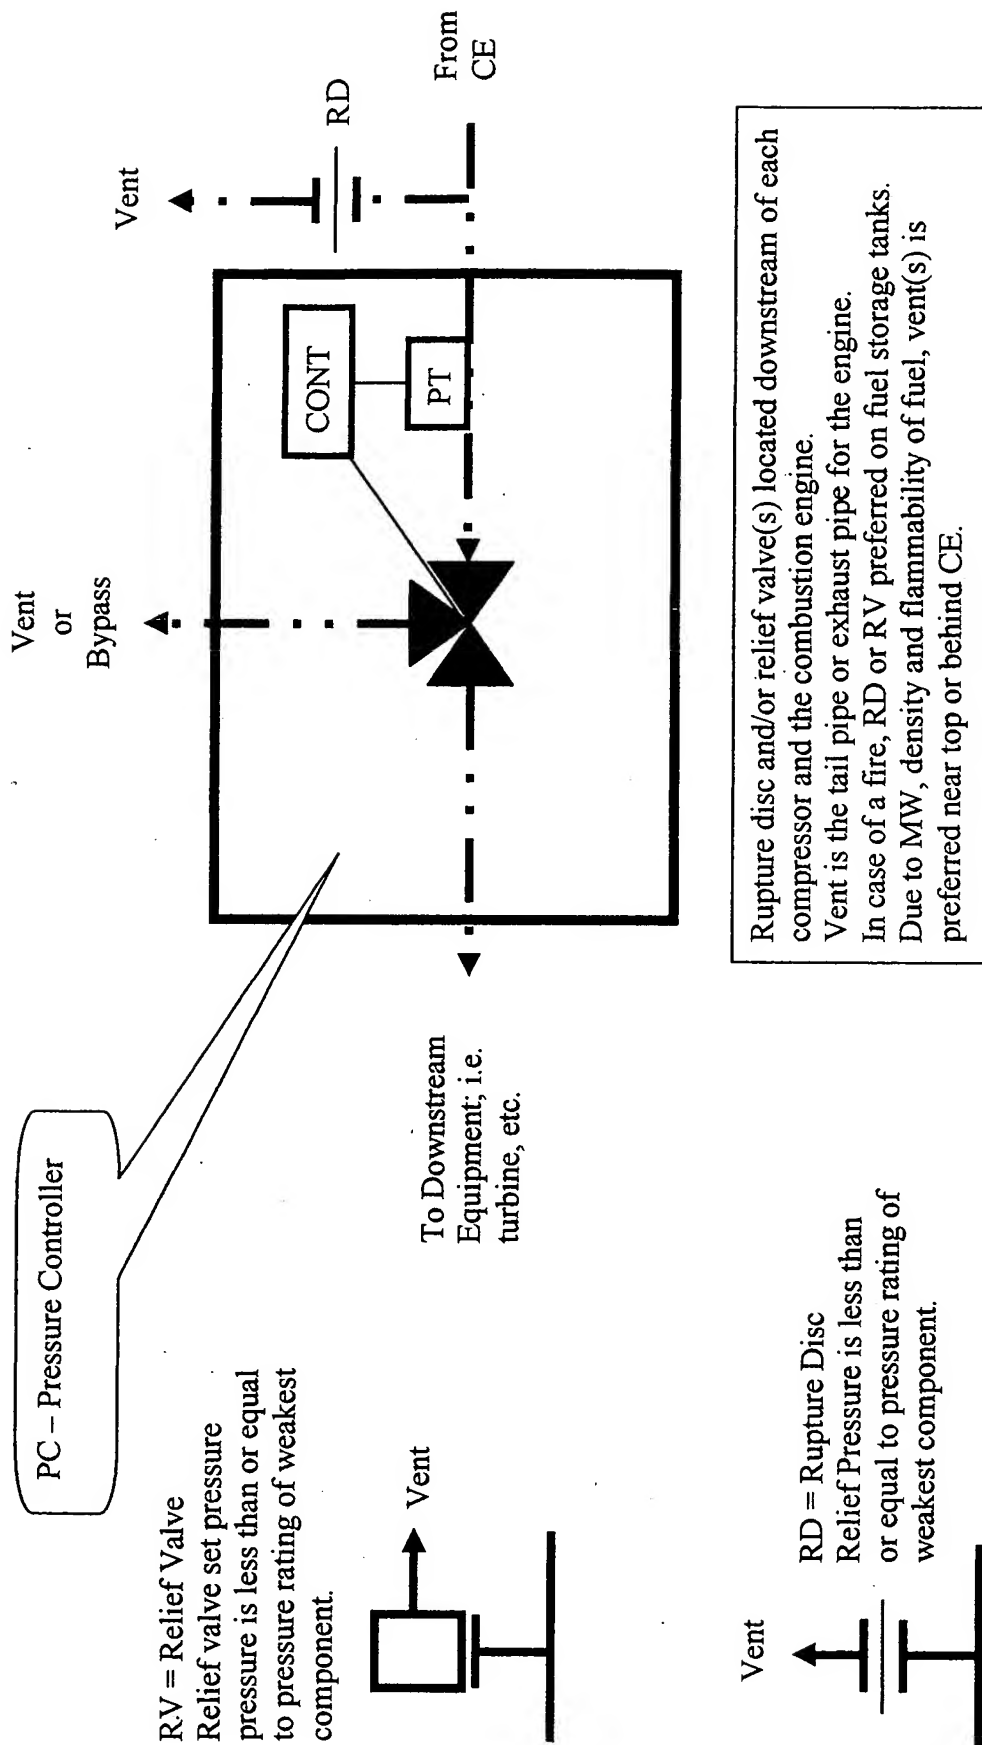 PC – Pressure Controller
RV = Relief Valve
Relief valve set pressure
pressure is less than or equal
to pressure rating of weakest
component.
Vent
Vent
RD = Rupture Disc
Relief Pressure is less than
or equal to pressure rating of
weakest component.
To Downstream
Equipment; i.e.
turbine, etc.
Vent
or
Bypass
CONT
PT
Vent
RD
From
CE
Rupture disc and/or relief valve(s) located downstream of each
compressor and the combustion engine.
Vent is the tail pipe or exhaust pipe for the engine.
In case of a fire, RD or RV preferred on fuel storage tanks.
Due to MW, density and flammability of fuel, vent(s) is
preferred near top or behind CE.